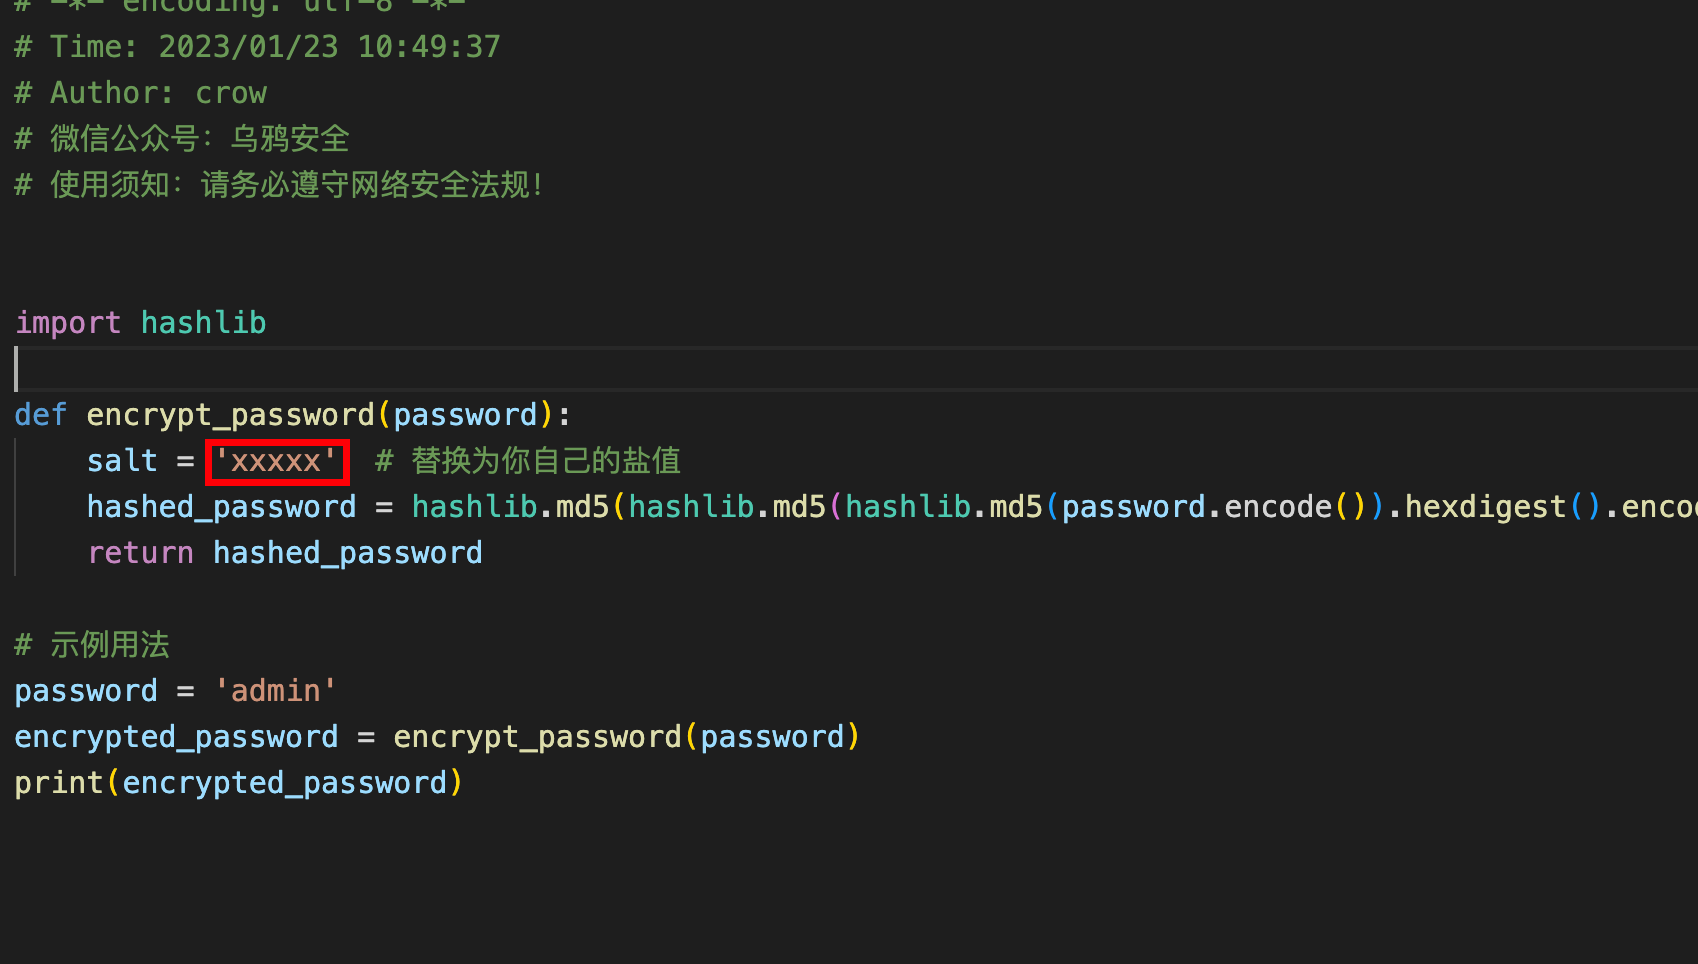 # -*- encoding: utf-8 -*-
# Time: 2023/01/23 10:49:37
# Author: crow
# 微信公众号：乌鸦安全
# 使用须知：请务必遵守网络安全法规！
import hashlib
def encrypt_password(password):
salt = 'xxxxx' # 替换为你自己的盐值
hashed_password = hashlib.md5(hashlib.md5(hashlib.md5(password.encode()).hexdigest().enco
return hashed_password
# 示例用法
password = 'admin'
encrypted_password = encrypt_password(password)
print(encrypted_password)